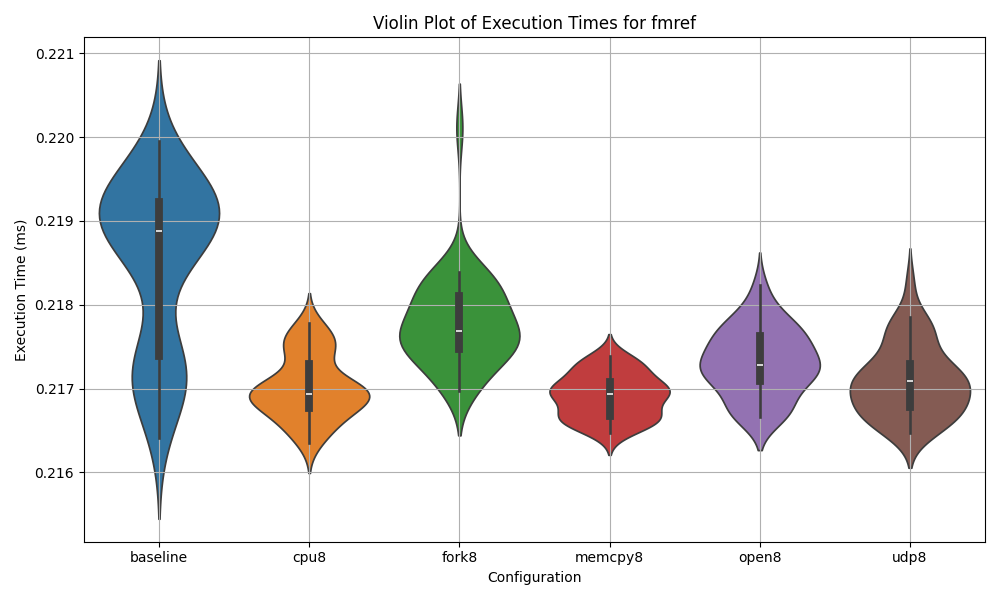 Violin Plot of Execution Times for fmref
Execution Time (ms)
0.221
0.220
0.219
0.218
0.217
0.216
baseline
cpu8
fork8
memcpy8
open8
udp8
Configuration